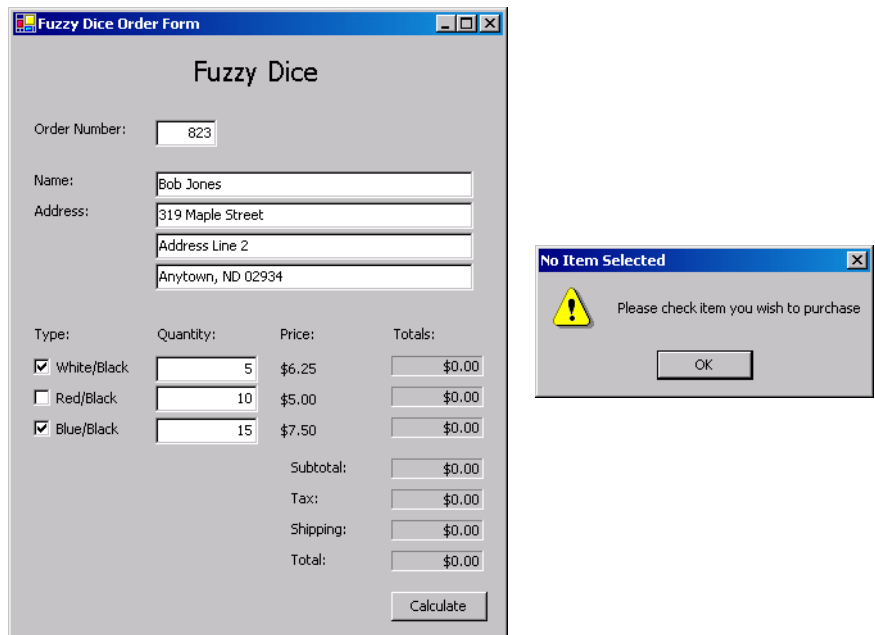 Fuzzy Dice Order Form
Fuzzy Dice
Order Number: 823
Name: Bob Jones
Address: 319 Maple Street
Address Line 2
Anytown, ND 02934
Type: Quantity: Price: Totals:
White/Black 5 $6.25 $0.00
Red/Black 10 $5.00 $0.00
Blue/Black 15 $7.50 $0.00
Subtotal: $0.00
Tax: $0.00
Shipping: $0.00
Total: $0.00
Calculate
No Item Selected
Please check item you wish to purchase
OK